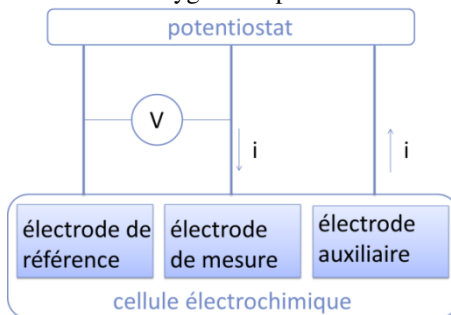 potentiostat
V
i
i
électrode de
référence
électrode
de mesure
électrode
auxiliaire
cellule électrochimique